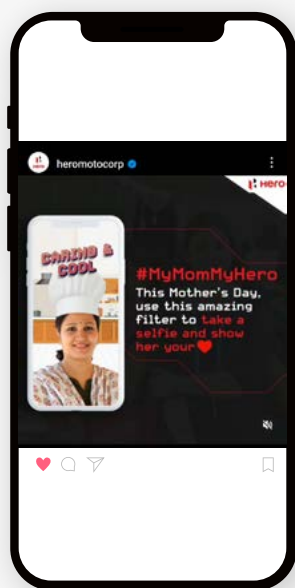 heromotocorp
Hero
CARING &
COOL
#MyMomMyHero
This Mother's Day,
use this amazing
filter to take a
selfie and show
her your